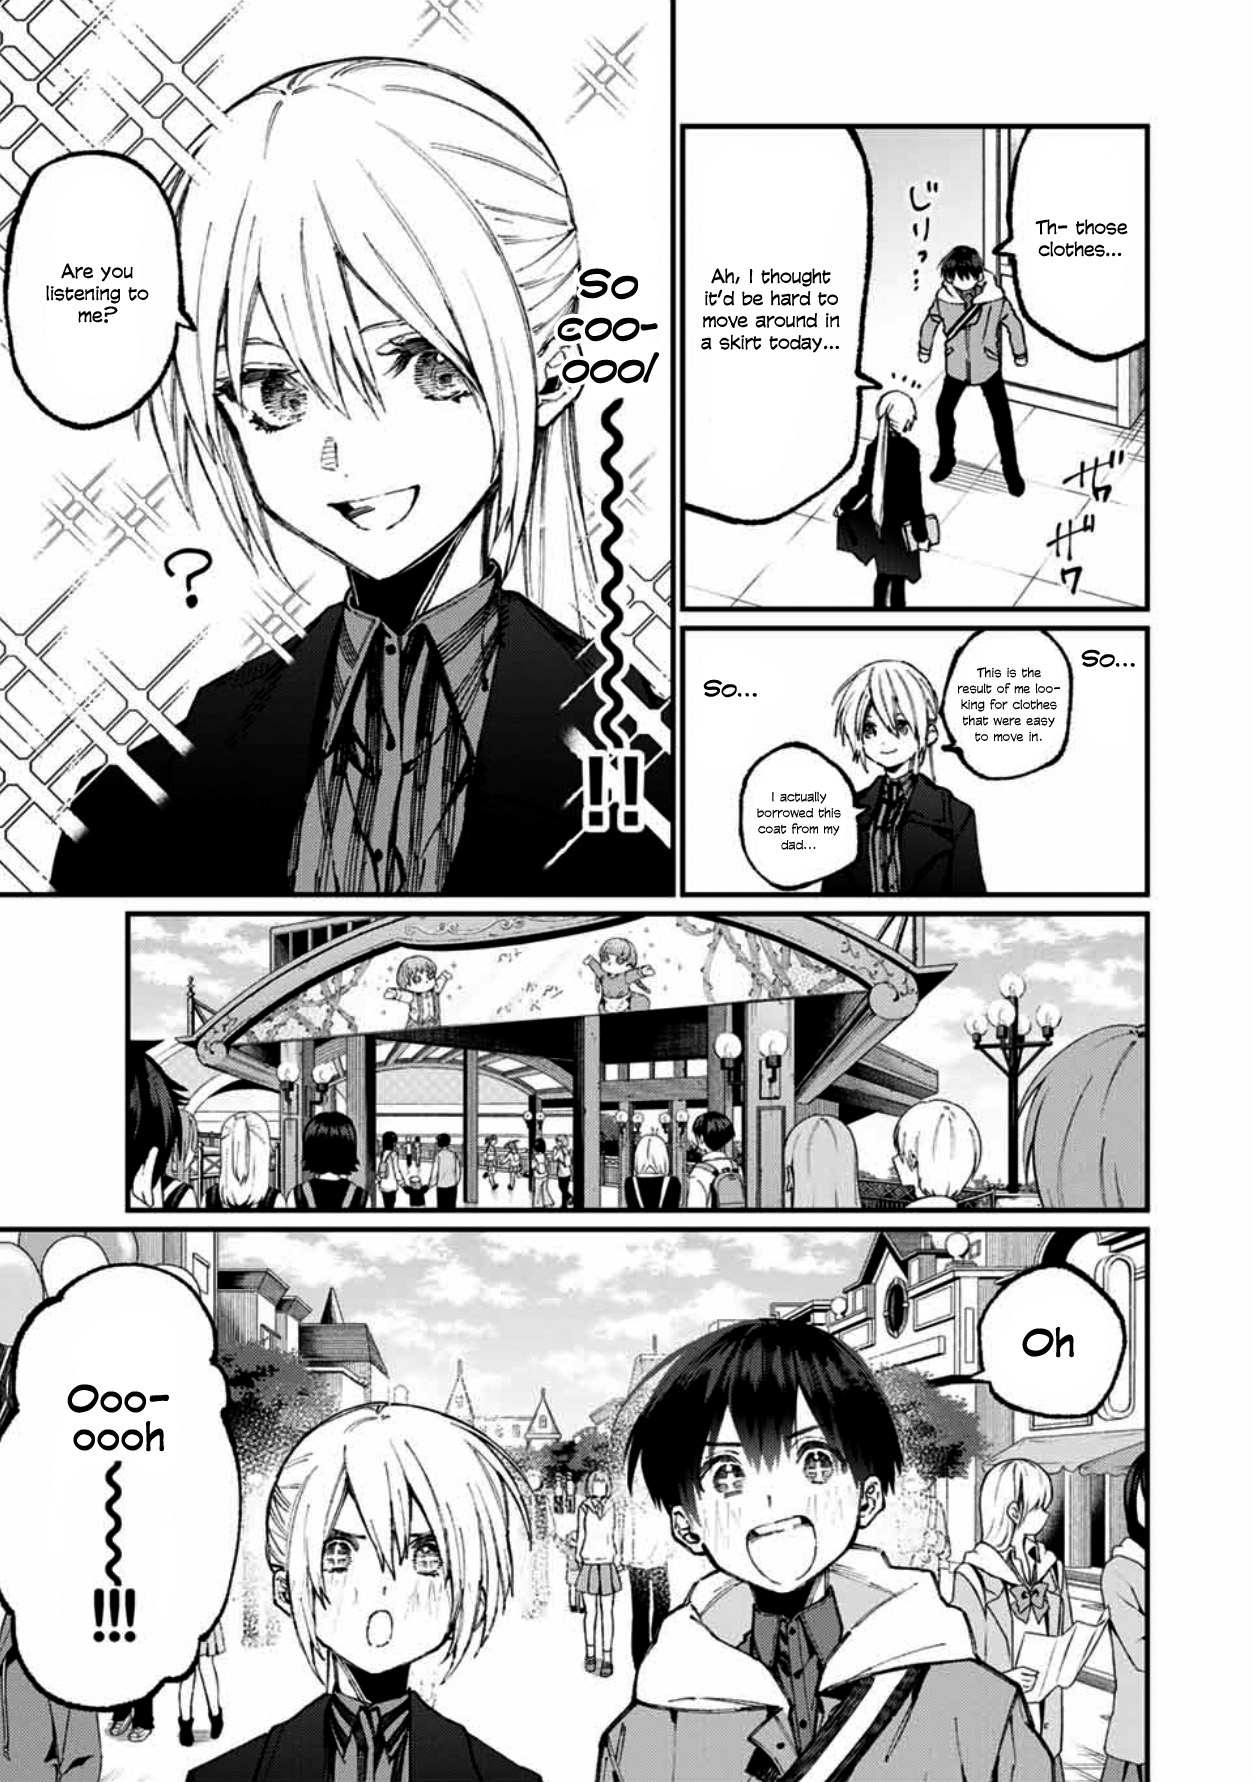 Th- those
clothes...
じりっ…
Ah, I thought
it'd be hard to
move around in
a skirt today...
ザワ
ザワ
So...
This is the
result of me loo-
king for clothes
that were easy
to move in.
So...
I actually
borrowed this
coat from my
dad...
So
coo-
oool
!!
Are you
listening to
me?
?
Oh
Ooo-
oooh
!!!